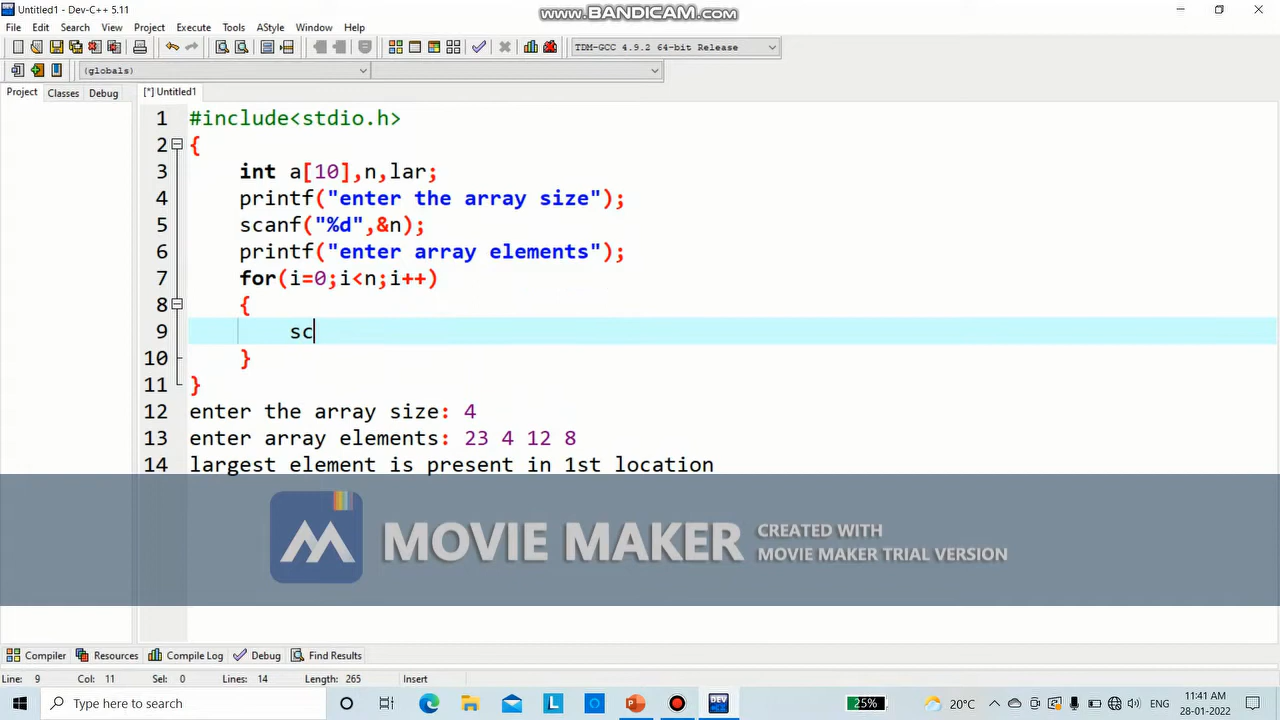 www.BANDICAM.com
Untitled1 - Dev-C++ 5.11
File Edit Search View Project Execute Tools AStyle Window Help
TDM-GCC 4.9.2 64-bit Release
(globals)
Project Classes Debug [*] Untitled1
1 #include<stdio.h>
2 {
3 int a[10],n,lar;
4 printf("enter the array size");
5 scanf("%d",&n);
6 printf("enter array elements");
7 for(i=0;i<n;i++)
8 {
9 sc
10 }
11 }
12 enter the array size: 4
13 enter array elements: 23 4 12 8
14 largest element is present in 1st location
MOVIE MAKER
CREATED WITH
MOVIE MAKER TRIAL VERSION
Compiler Resources Compile Log Debug Find Results
Line: 9 Col: 11 Sel: 0 Lines: 14 Length: 265 Insert
Type here to search
L
DEV
25%
20°C
ENG
11:41 AM
28-01-2022